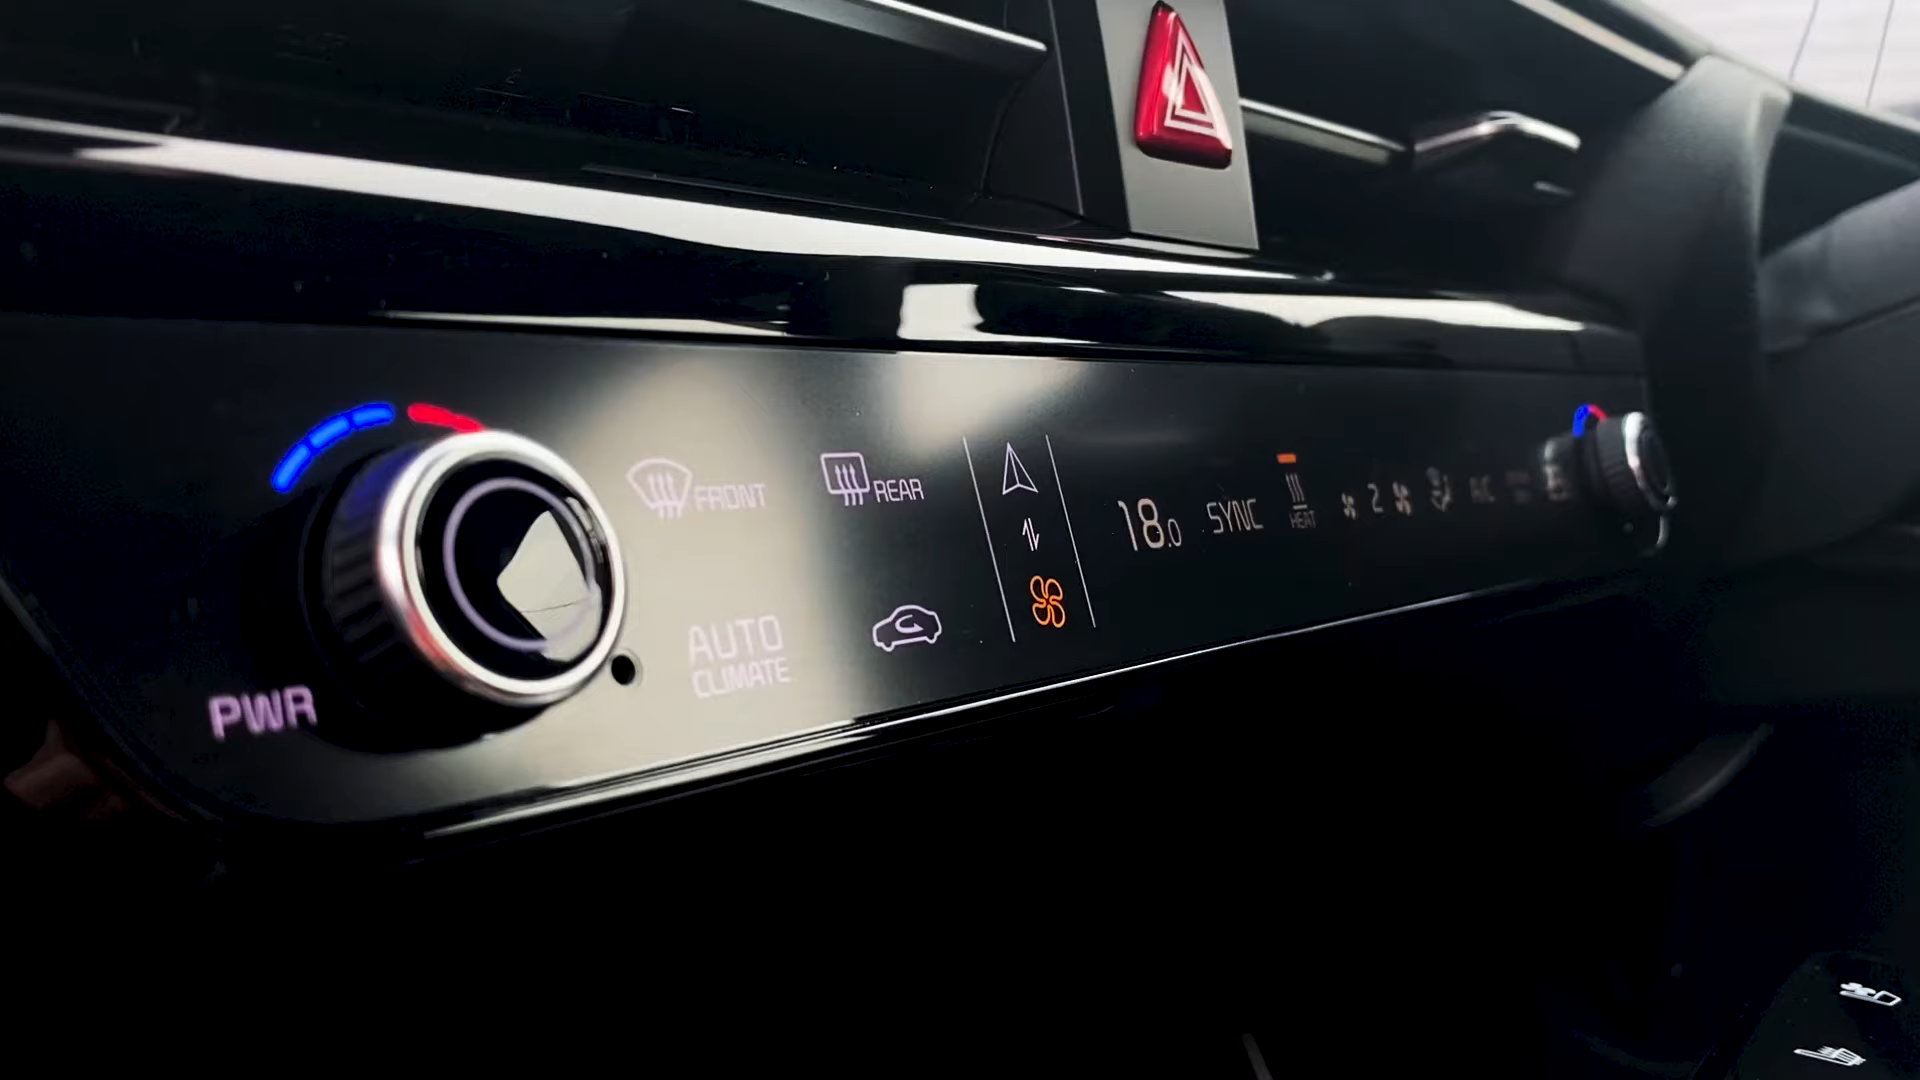 FRONT
REAR
18.0
SYNC
HEAT
2
A/C
AUTO
CLIMATE
PWR